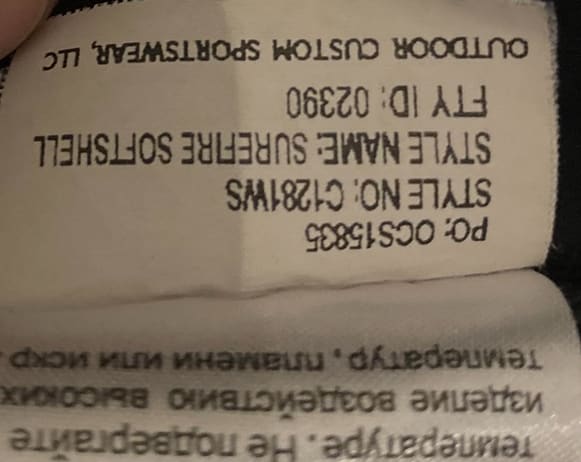 температуре. Не подвергайте
изделие воздействию высоких
температур, пламени или искр.
PO: OCS15835
STYLE NO: C1281WS
STYLE NAME: SUREFIRE SOFTSHELL
FTY ID: 02390
OUTDOOR CUSTOM SPORTSWEAR, LLC